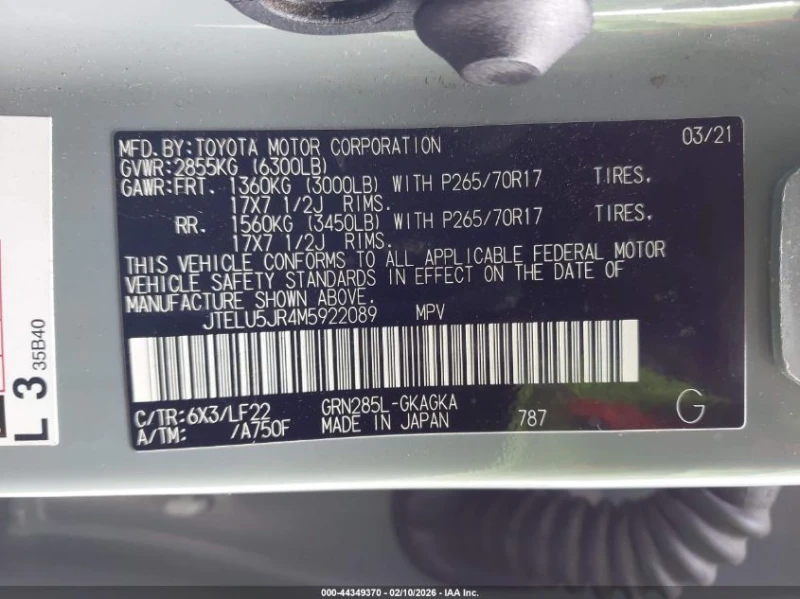 MFD.BY:TOYOTA MOTOR CORPORATION 03/21
GVWR:2855KG (6300LB)
GAWR:FRT. 1360KG (3000LB) WITH P265/70R17 TIRES.
17X7 1/2J RIMS.
RR. 1560KG (3450LB) WITH P265/70R17 TIRES.
17X7 1/2J RIMS.
THIS VEHICLE CONFORMS TO ALL APPLICABLE FEDERAL MOTOR
VEHICLE SAFETY STANDARDS IN EFFECT ON THE DATE OF
MANUFACTURE SHOWN ABOVE.
JTELU5JR4M5922089 MPV
C/TR:6X3/LF22 GRN285L-GKAGKA
A/TM: /A750F MADE IN JAPAN 787 G
L 3 35B40
000-44349370 - 02/10/2026 - IAA Inc.